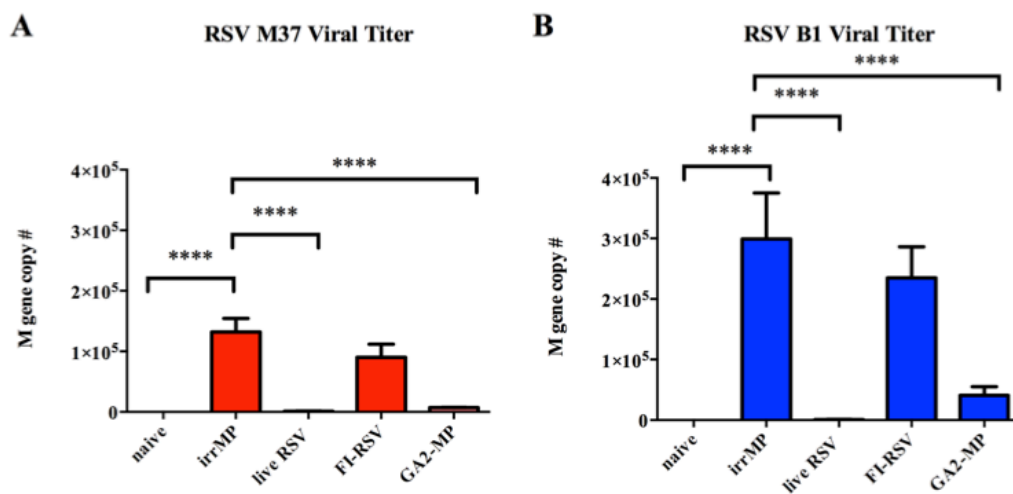 A
RSV M37 Viral Titer
****
****
****
4×10⁵
3×10⁵
2×10⁵
1×10⁵
0
M gene copy #
naive
irrMP
live RSV
FI-RSV
GA2-MP
B
RSV B1 Viral Titer
****
****
****
4×10⁵
3×10⁵
2×10⁵
1×10⁵
0
M gene copy #
naive
irrMP
live RSV
FI-RSV
GA2-MP